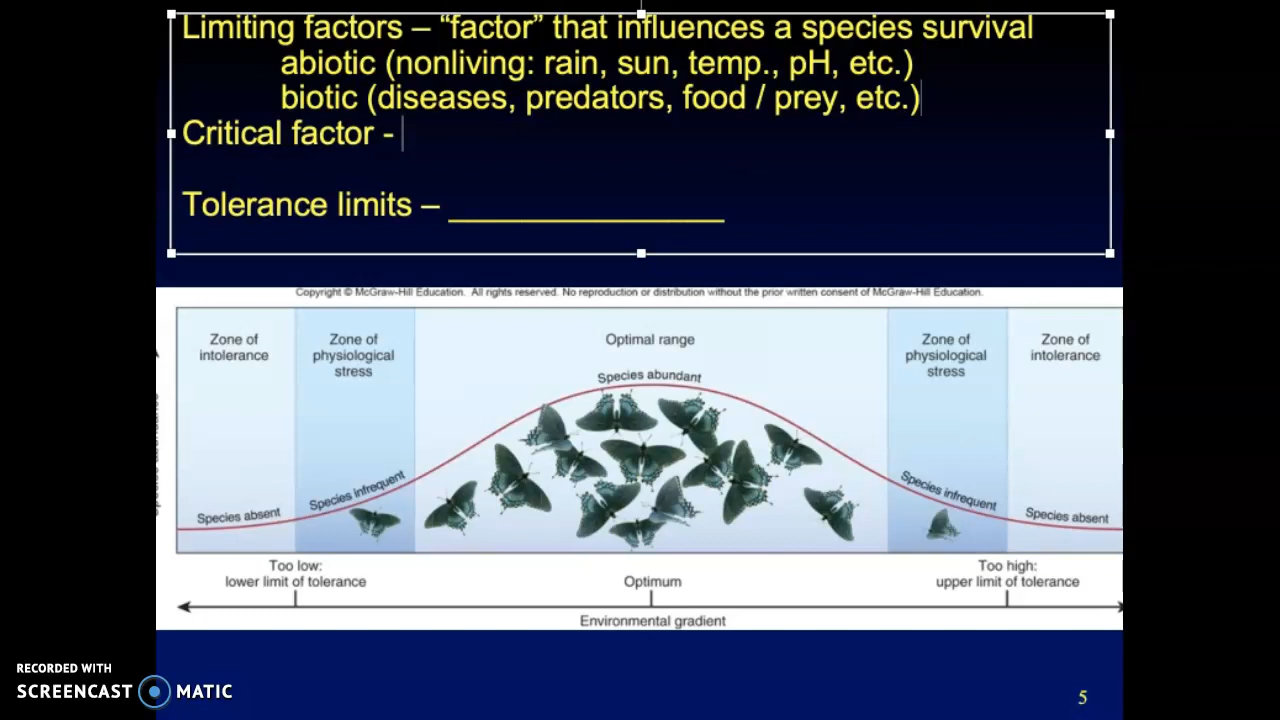 Limiting factors – “factor” that influences a species survival
abiotic (nonliving: rain, sun, temp., pH, etc.)
biotic (diseases, predators, food / prey, etc.)
Critical factor -
Tolerance limits – _______________
Copyright © McGraw-Hill Education. All rights reserved. No reproduction or distribution without the prior written consent of McGraw-Hill Education.
Zone of
intolerance
Zone of
physiological
stress
Optimal range
Zone of
physiological
stress
Zone of
intolerance
Species abundant
Species infrequent
Species infrequent
Species absent
Species absent
Too low:
lower limit of tolerance
Optimum
Too high:
upper limit of tolerance
Environmental gradient
RECORDED WITH
SCREENCAST MATIC
5